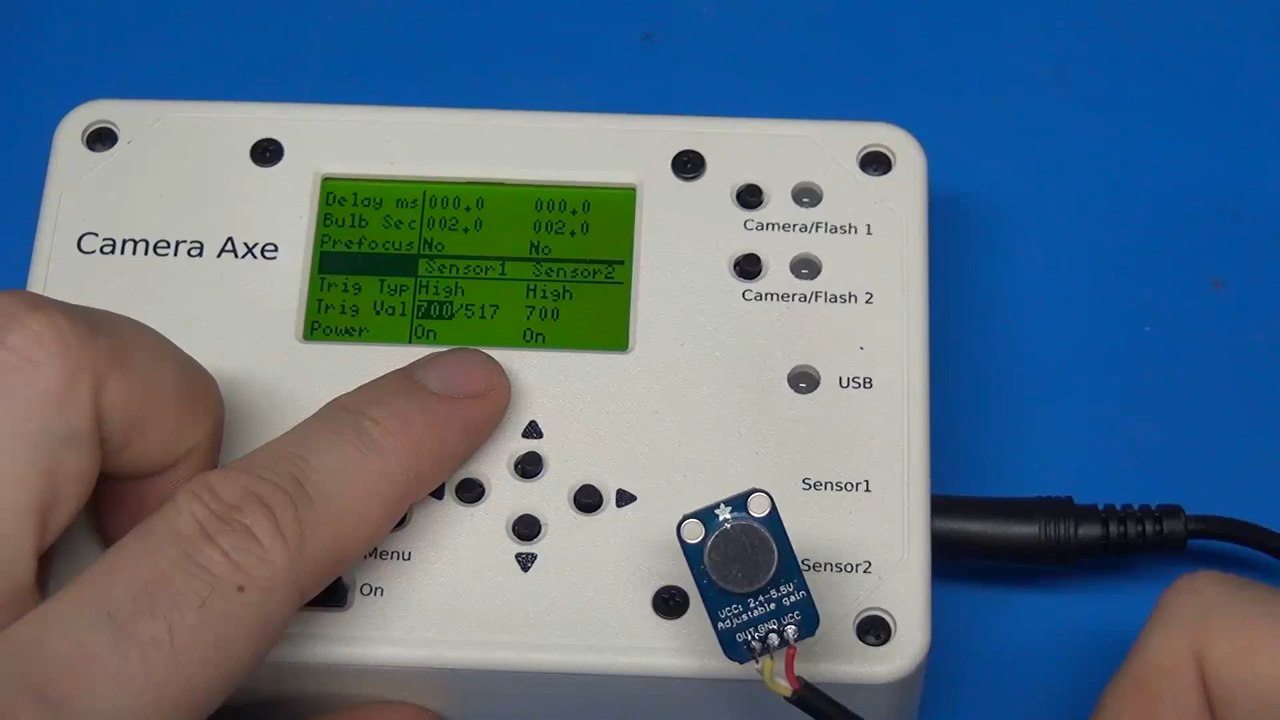 Camera Axe
Delay ms 000.0 000.0
Bulb Sec 002.0 002.0
Prefocus No No
Sensor1 Sensor2
Trig Typ High High
Trig Val 700/517 700
Power On On
Camera/Flash 1
Camera/Flash 2
USB
Sensor1
Sensor2
Menu
On
VCC: 2.4-5.5V
Adjustable gain
OUT GND VCC